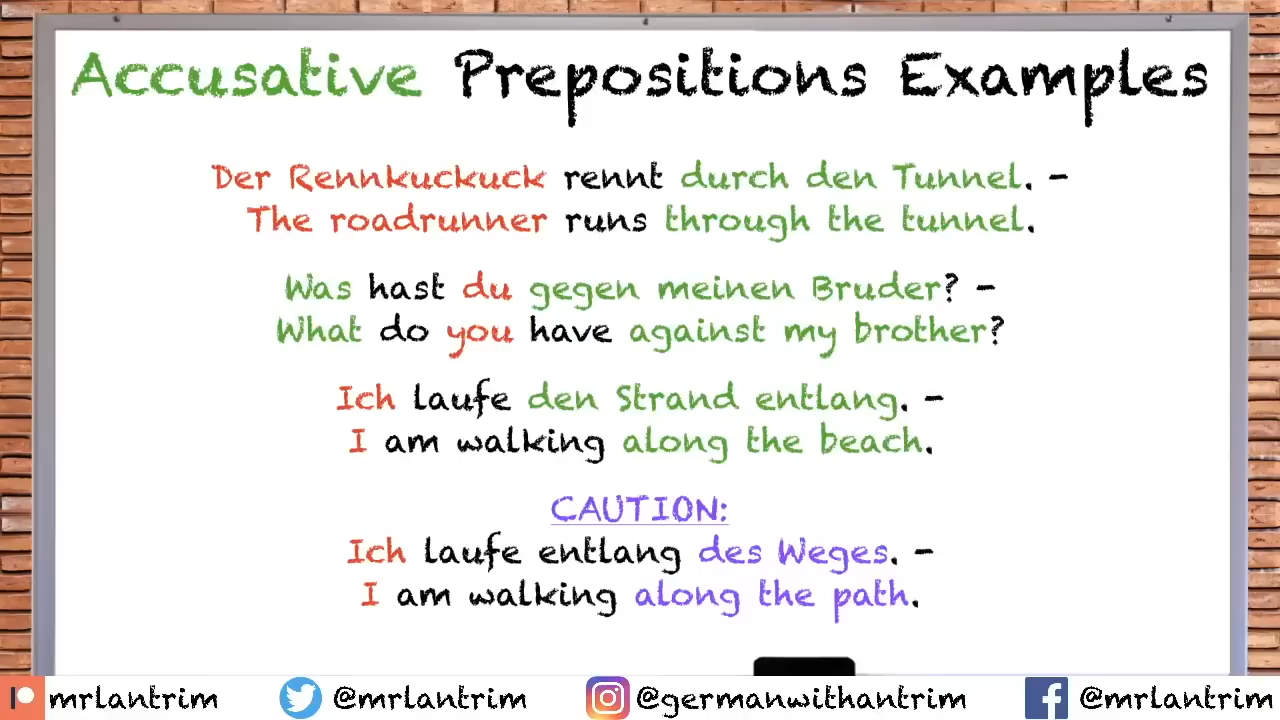 Accusative Prepositions Examples
Der Rennkuckuck rennt durch den Tunnel. -
The roadrunner runs through the tunnel.
Was hast du gegen meinen Bruder? -
What do you have against my brother?
Ich laufe den Strand entlang. -
I am walking along the beach.
CAUTION:
Ich laufe entlang des Weges. -
I am walking along the path.
mrlantrim @mrlantrim @germanwithantrim @mrlantrim